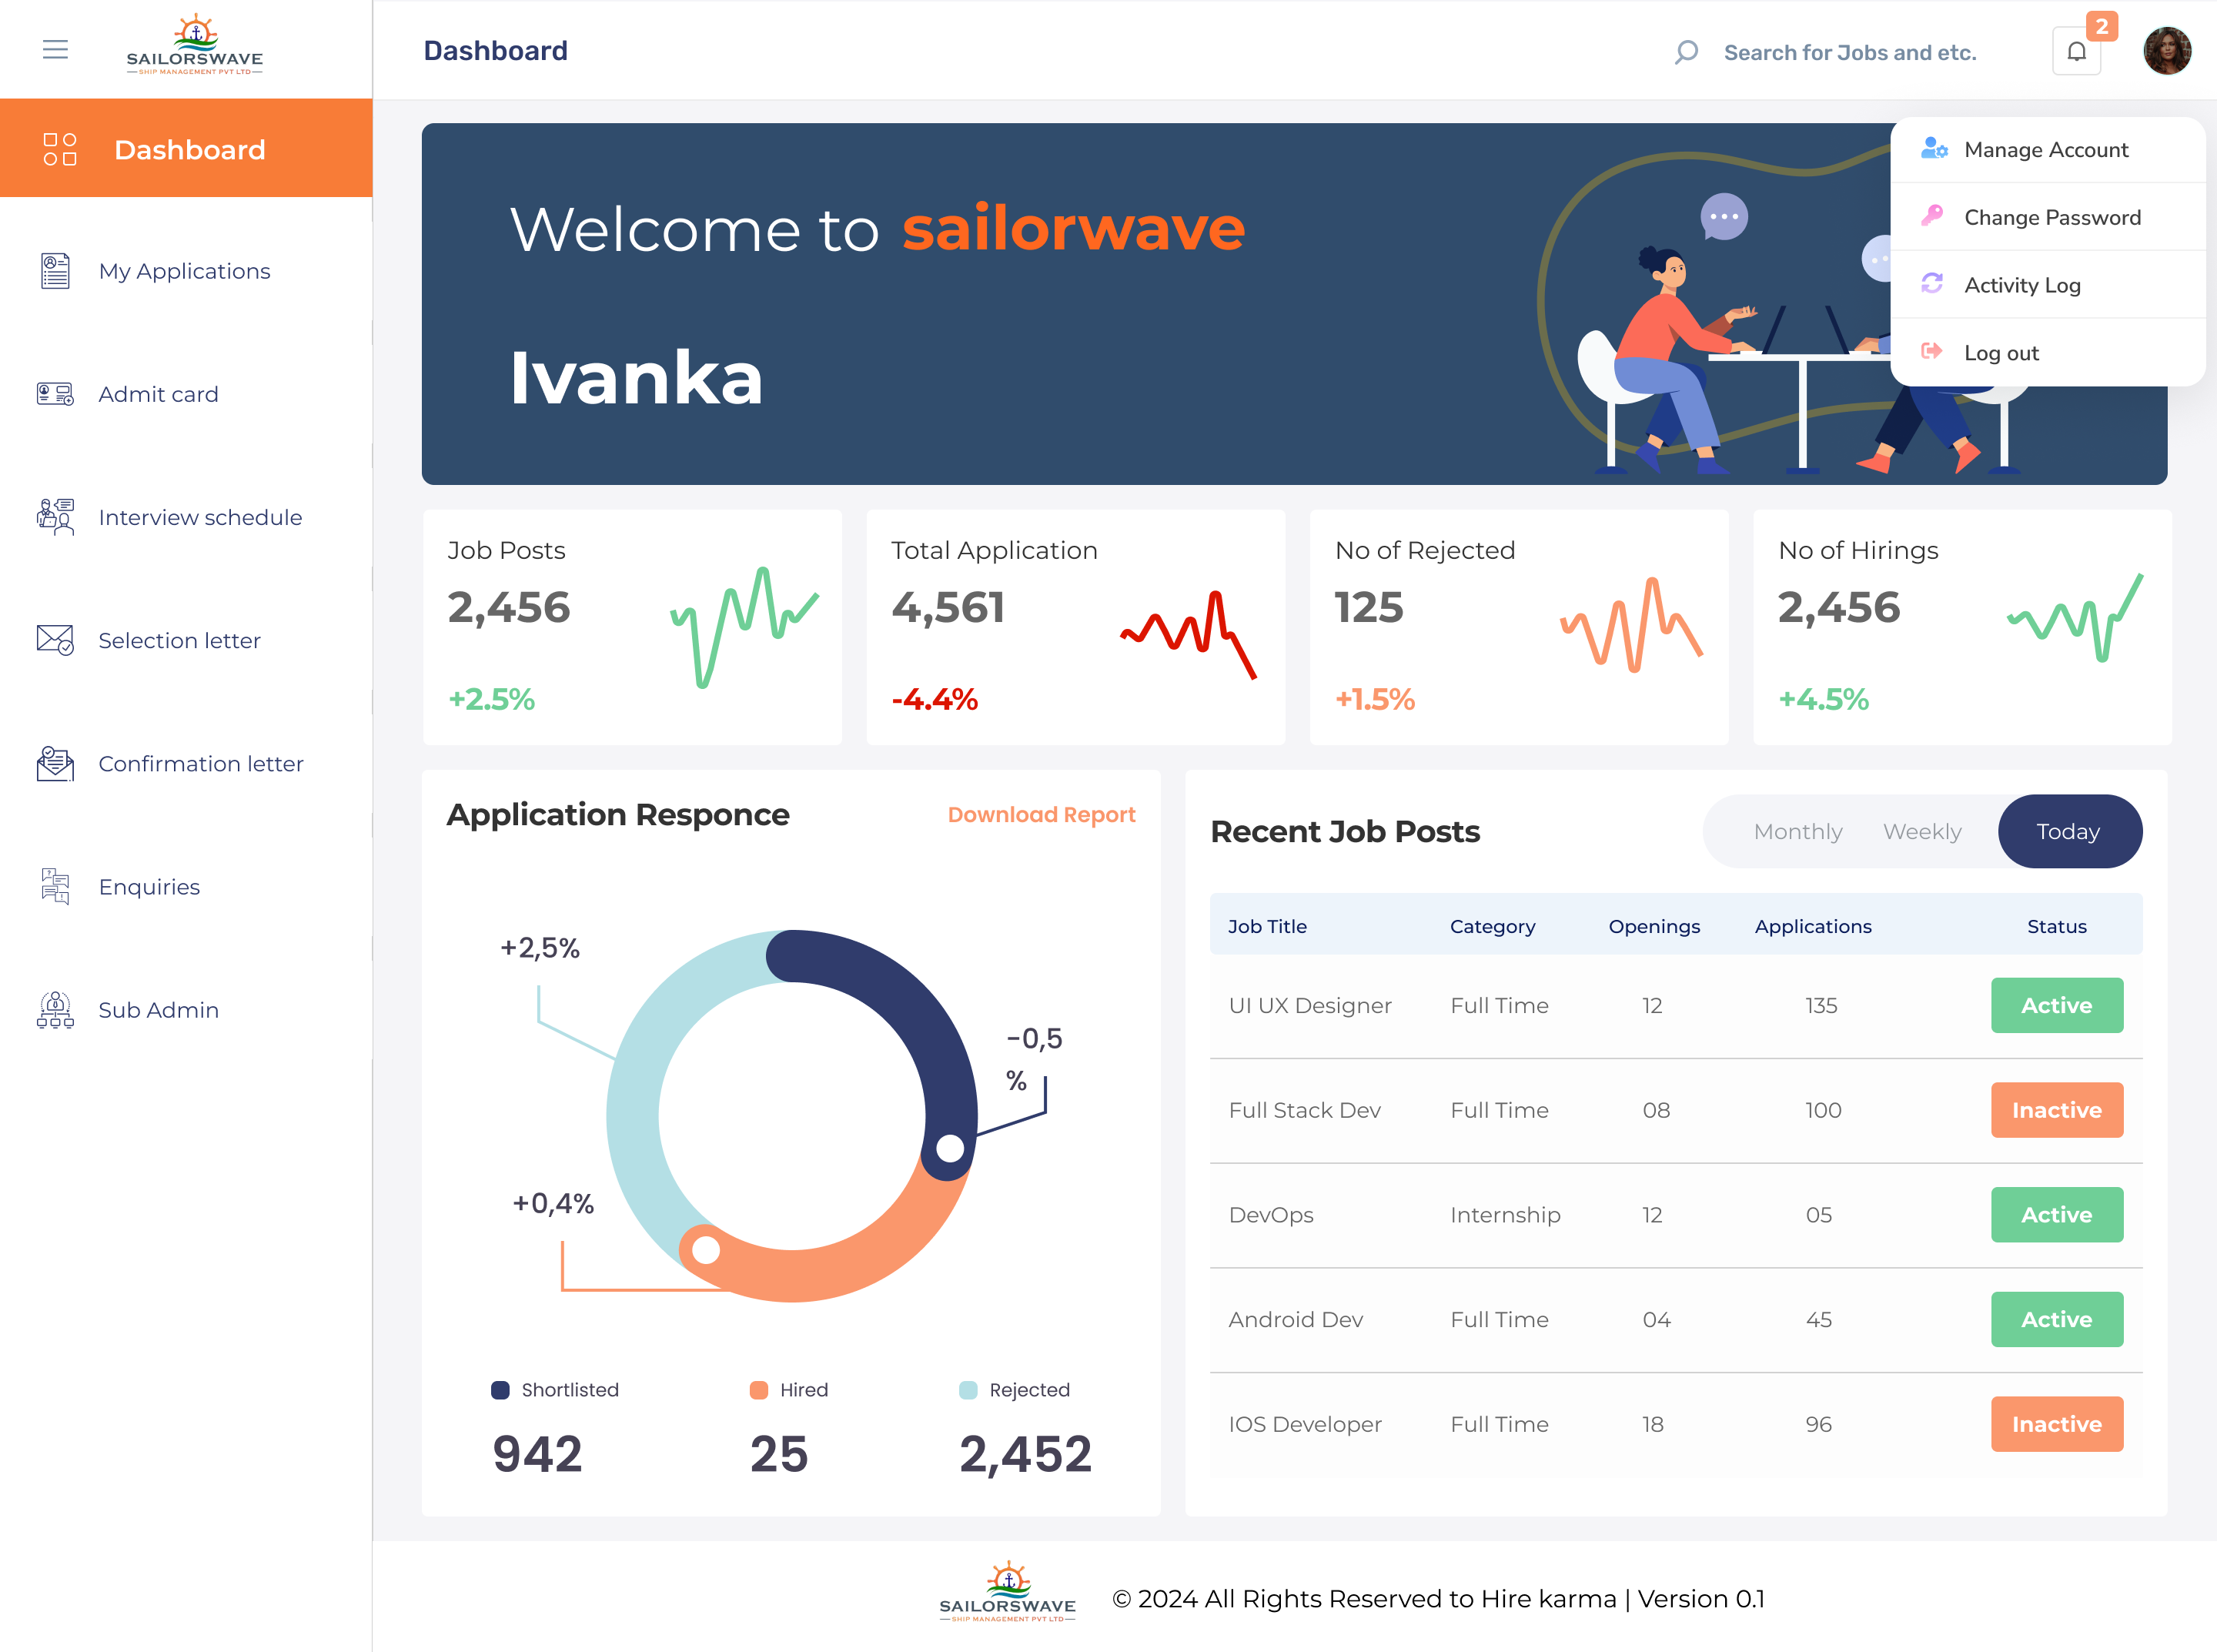 SAILORSWAVE
SHIP MANAGEMENT PVT LTD
Dashboard
Search for Jobs and etc.
2
Dashboard
My Applications
Admit card
Interview schedule
Selection letter
Confirmation letter
Enquiries
Sub Admin
Manage Account
Change Password
Activity Log
Log out
Welcome to sailorwave
Ivanka
Job Posts
2,456
+2.5%
Total Application
4,561
-4.4%
No of Rejected
125
+1.5%
No of Hirings
2,456
+4.5%
Application Responce
Download Report
+2,5%
-0,5
%
+0,4%
Shortlisted
942
Hired
25
Rejected
2,452
Recent Job Posts
Monthly Weekly Today
Job Title Category Openings Applications Status
UI UX Designer Full Time 12 135 Active
Full Stack Dev Full Time 08 100 Inactive
DevOps Internship 12 05 Active
Android Dev Full Time 04 45 Active
IOS Developer Full Time 18 96 Inactive
SAILORSWAVE
SHIP MANAGEMENT PVT LTD
© 2024 All Rights Reserved to Hire karma | Version 0.1